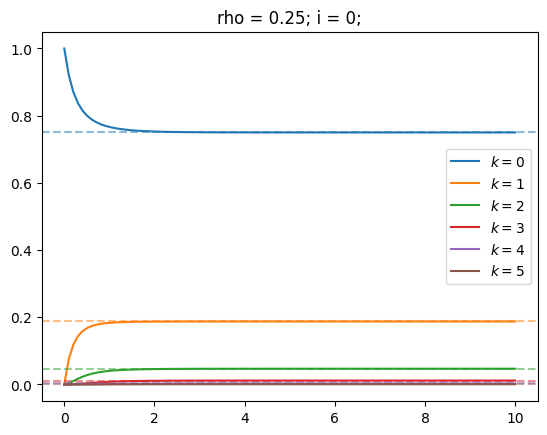 rho = 0.25; i = 0;
1.0
0.8
0.6
0.4
0.2
0.0
k = 0
k = 1
k = 2
k = 3
k = 4
k = 5
0 2 4 6 8 10